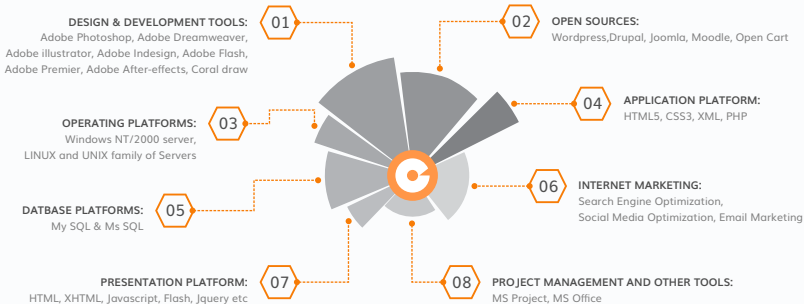 01
DESIGN & DEVELOPMENT TOOLS:
Adobe Photoshop, Adobe Dreamweaver,
Adobe illustrator, Adobe Indesign, Adobe Flash,
Adobe Premier, Adobe After-effects, Coral draw
02
OPEN SOURCES:
Wordpress,Drupal, Joomla, Moodle, Open Cart
03
OPERATING PLATFORMS:
Windows NT/2000 server,
LINUX and UNIX family of Servers
04
APPLICATION PLATFORM:
HTML5, CSS3, XML, PHP
05
DATBASE PLATFORMS:
My SQL & Ms SQL
06
INTERNET MARKETING:
Search Engine Optimization,
Social Media Optimization, Email Marketing
07
PRESENTATION PLATFORM:
HTML, XHTML, Javascript, Flash, Jquery etc
08
PROJECT MANAGEMENT AND OTHER TOOLS:
MS Project, MS Office